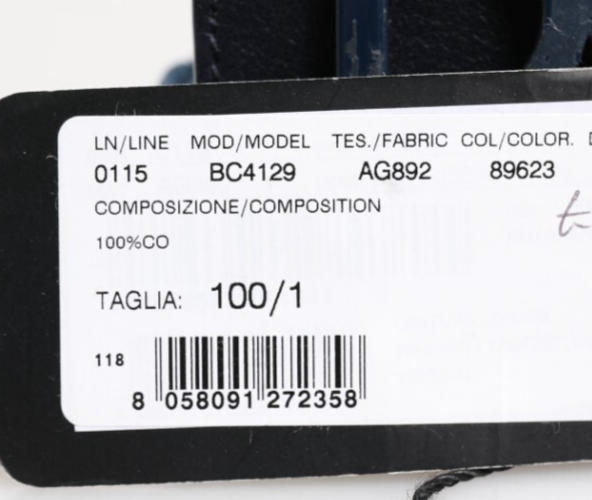 LN/LINE MOD/MODEL TES./FABRIC COL/COLOR.
0115 BC4129 AG892 89623
COMPOSIZIONE/COMPOSITION
100%CO
TAGLIA: 100/1
118
8 058091 272358